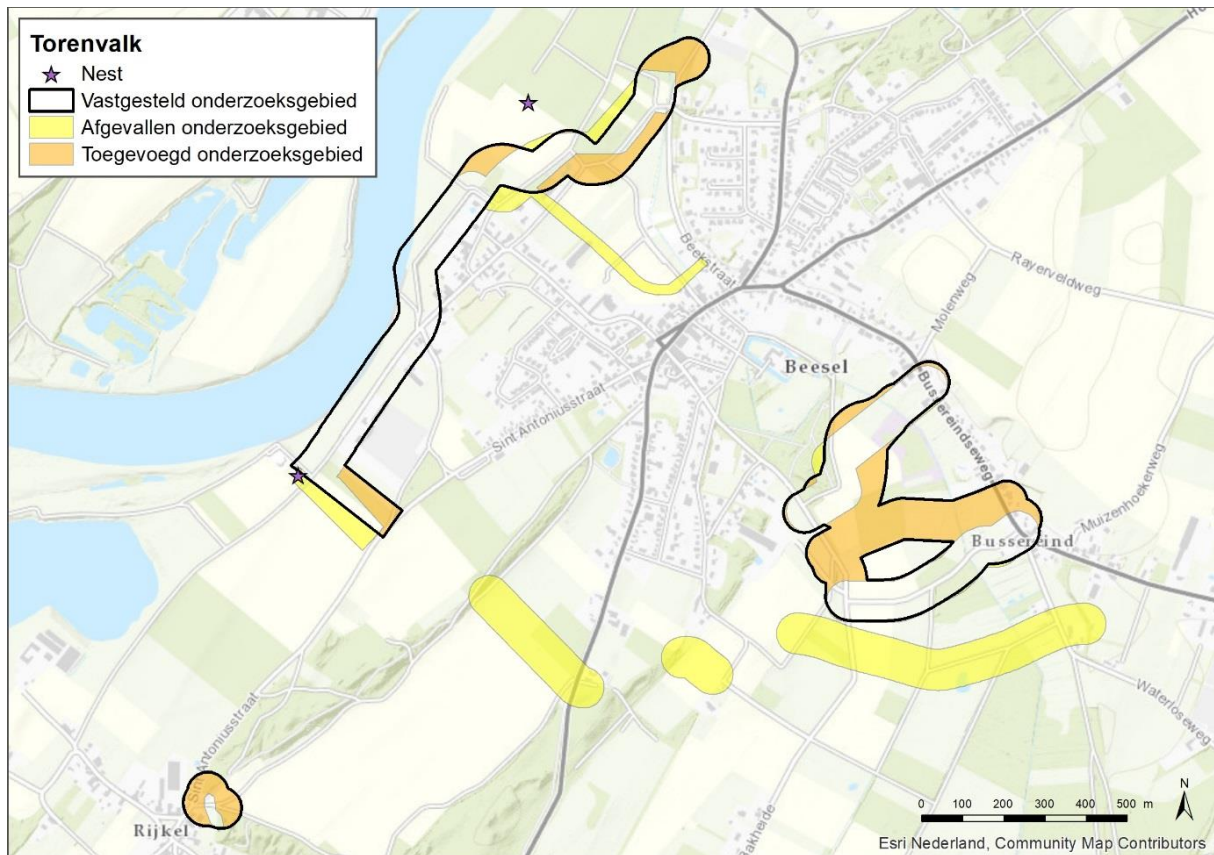 Torenvalk
Nest
Vastgesteld onderzoeksgebied
Afgevallen onderzoeksgebied
Toegevoegd onderzoeksgebied
Beekstraat
Rayerveldweg
Molenweg
Beesel
Sint Antoniusstraat
Bussereindseweg
Muizenhoekerweg
Bussereind
Waterloseweg
Sint Antoniusstraat
Rijkel
Bakheide
N
0 100 200 300 400 500 m
Esri Nederland, Community Map Contributors